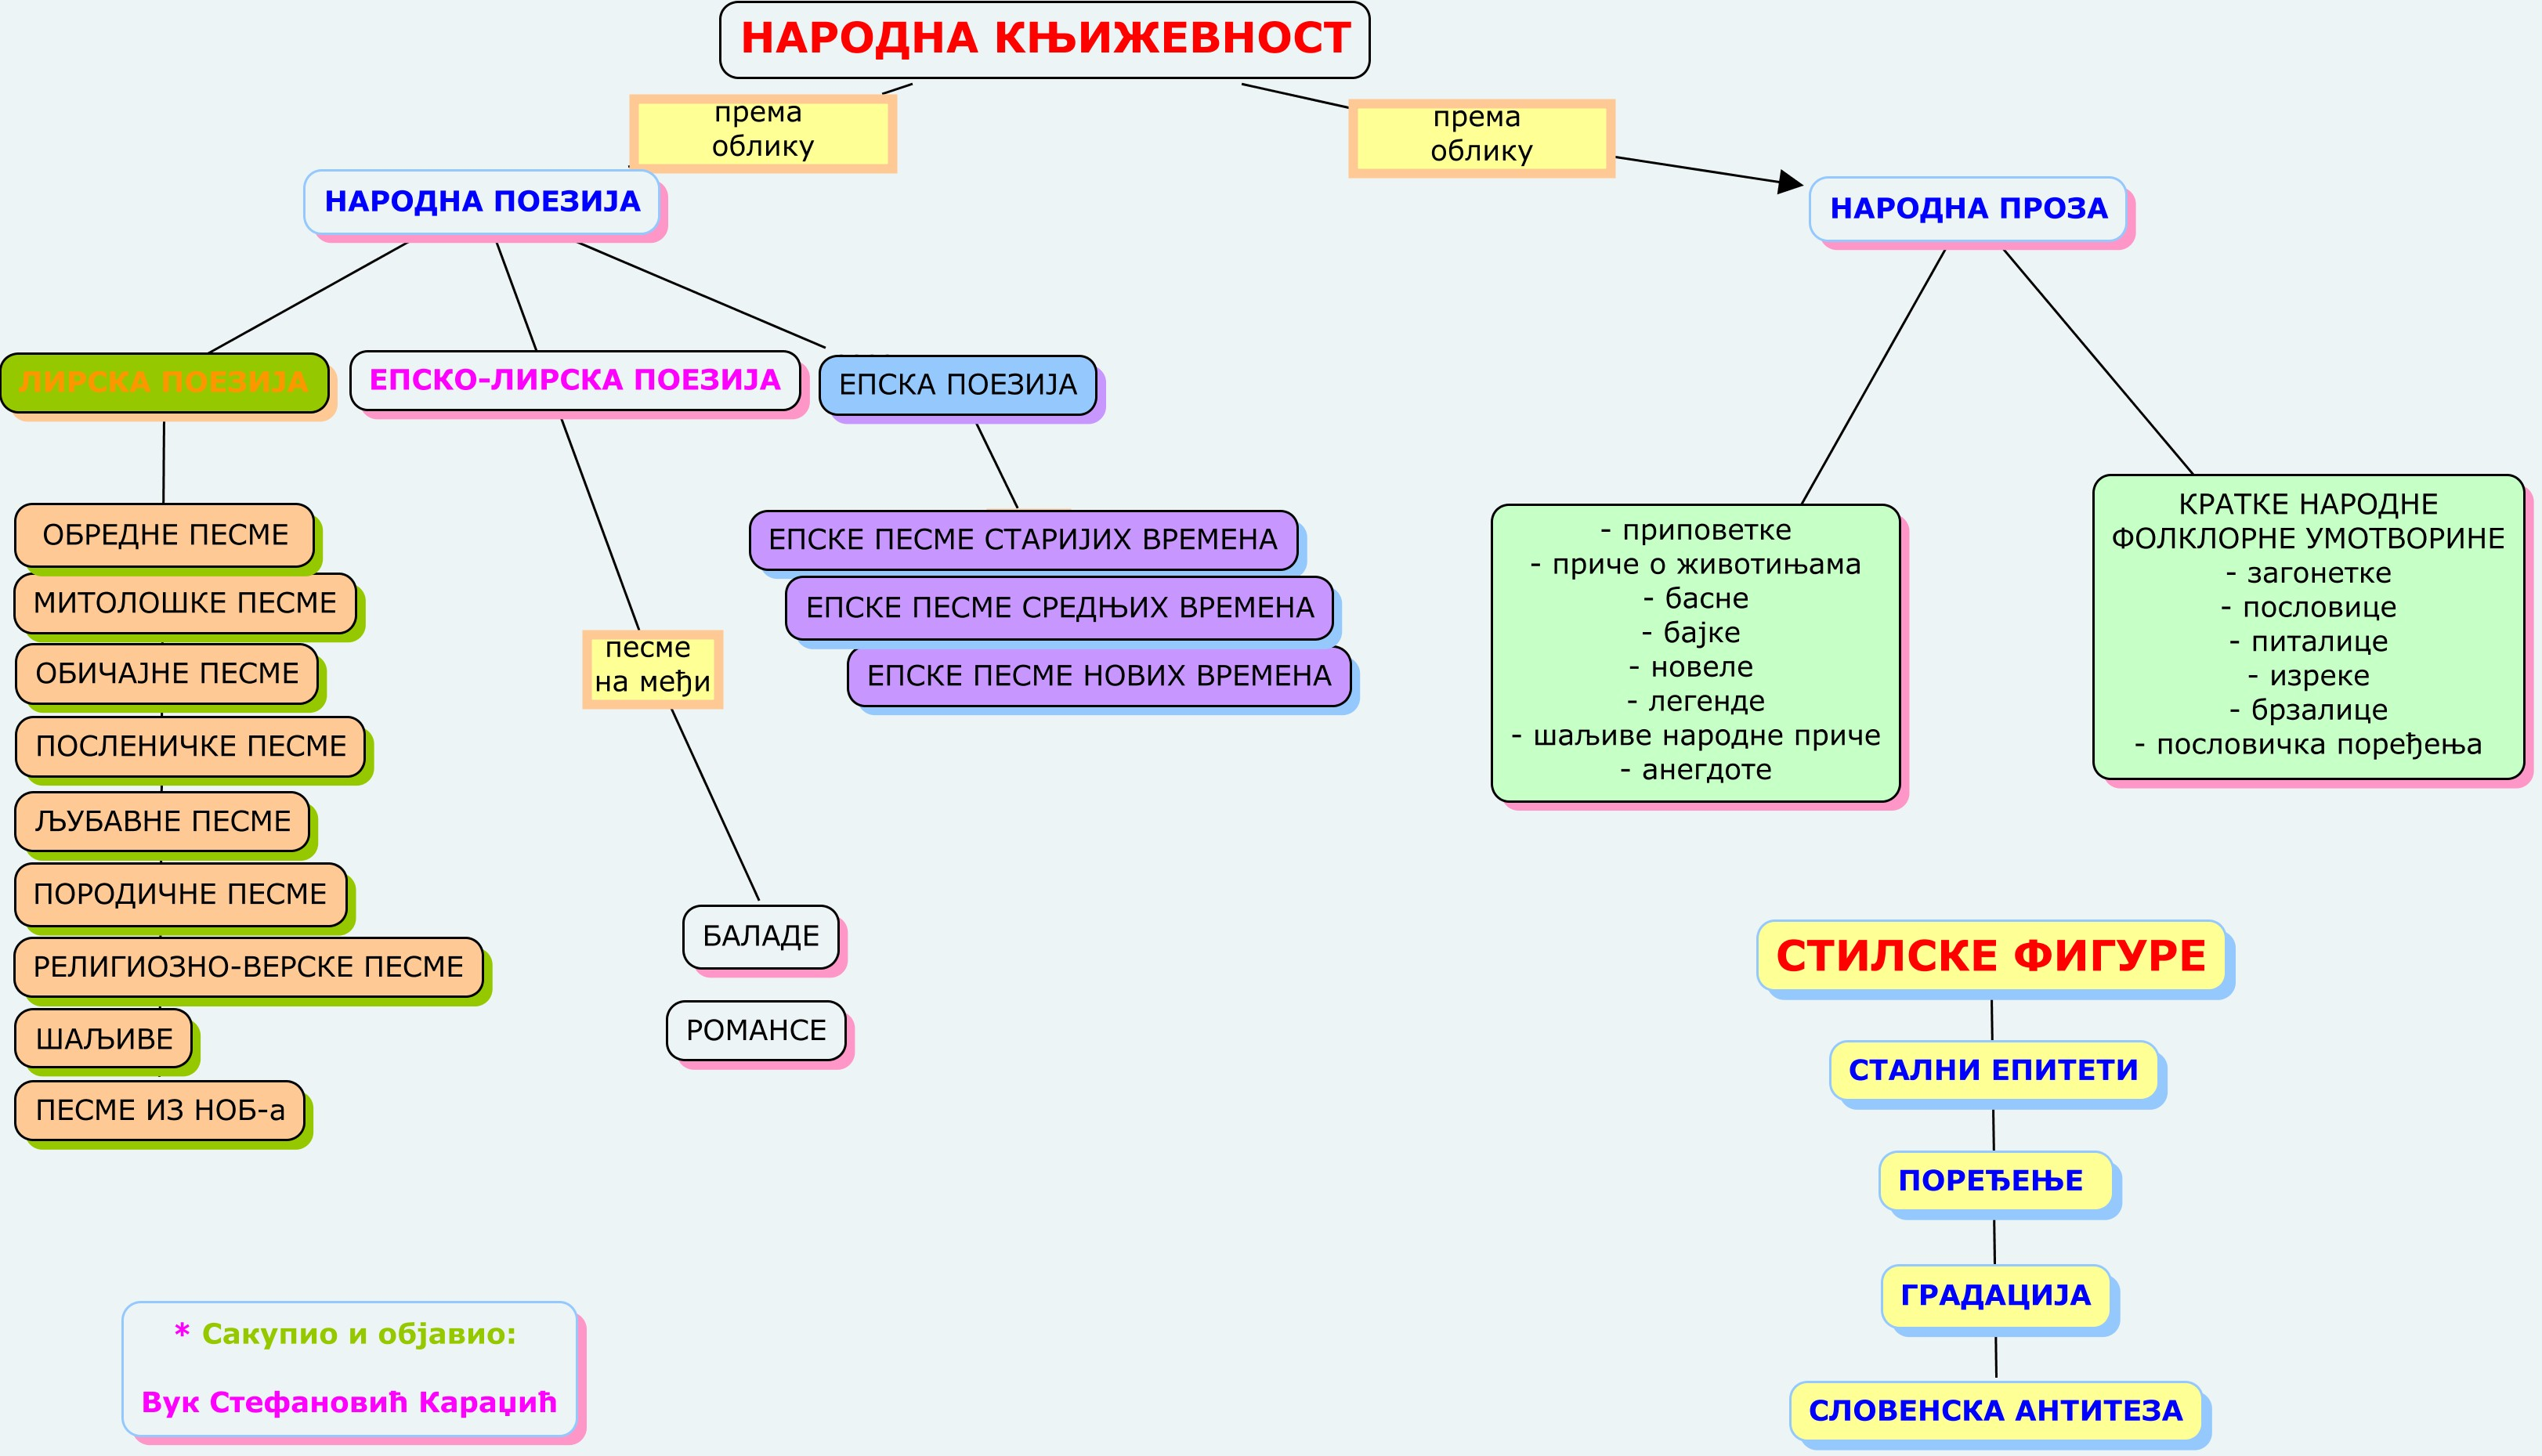 НАРОДНА КЊИЖЕВНОСТ
према
облику
према
облику
НАРОДНА ПОЕЗИЈА
НАРОДНА ПРОЗА
ЛИРСКА ПОЕЗИЈА
ЕПСКО-ЛИРСКА ПОЕЗИЈА
ЕПСКА ПОЕЗИЈА
ОБРЕДНЕ ПЕСМЕ
МИТОЛОШКЕ ПЕСМЕ
ОБИЧАЈНЕ ПЕСМЕ
ПОСЛЕНИЧКЕ ПЕСМЕ
ЉУБАВНЕ ПЕСМЕ
ПОРОДИЧНЕ ПЕСМЕ
РЕЛИГИОЗНО-ВЕРСКЕ ПЕСМЕ
ШАЉИВЕ
ПЕСМЕ ИЗ НОБ-а
песме
на међи
БАЛАДЕ
РОМАНСЕ
ЕПСКЕ ПЕСМЕ СТАРИЈИХ ВРЕМЕНА
ЕПСКЕ ПЕСМЕ СРЕДЊИХ ВРЕМЕНА
ЕПСКЕ ПЕСМЕ НОВИХ ВРЕМЕНА
- приповетке
- приче о животињама
- басне
- бајке
- новеле
- легенде
- шаљиве народне приче
- анегдоте
КРАТКЕ НАРОДНЕ
ФОЛКЛОРНЕ УМОТВОРИНЕ
- загонетке
- пословице
- питалице
- изреке
- брзалице
- пословичка поређења
СТИЛСКЕ ФИГУРЕ
СТАЛНИ ЕПИТЕТИ
ПОРЕЂЕЊЕ
ГРАДАЦИЈА
СЛОВЕНСКА АНТИТЕЗА
* Сакупио и објавио:
Вук Стефановић Караџић